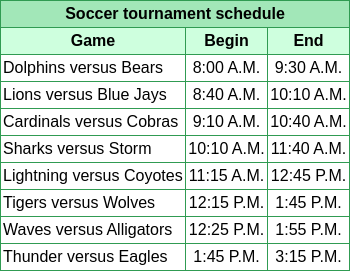 Soccer tournament schedule
Game Begin End
Dolphins versus Bears 8:00 A.M. 9:30 A.M.
Lions versus Blue Jays 8:40 A.M. 10:10 A.M.
Cardinals versus Cobras 9:10 A.M. 10:40 A.M.
Sharks versus Storm 10:10 A.M. 11:40 A.M.
Lightning versus Coyotes 11:15 A.M. 12:45 P.M.
Tigers versus Wolves 12:15 P.M. 1:45 P.M.
Waves versus Alligators 12:25 P.M. 1:55 P.M.
Thunder versus Eagles 1:45 P.M. 3:15 P.M.